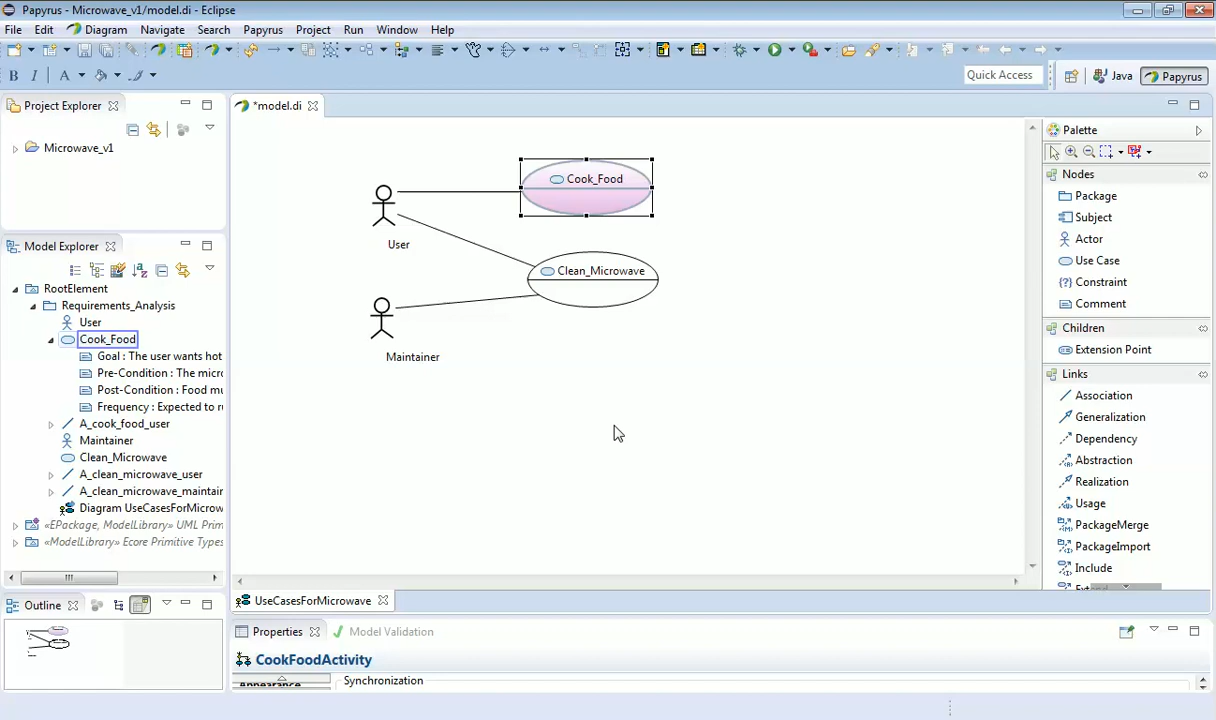 Papyrus - Microwave_v1/model.di - Eclipse
File Edit Diagram Navigate Search Papyrus Project Run Window Help
B I A
Quick Access Java Papyrus
Project Explorer
Microwave_v1
*model.di
Cook_Food
User
Clean_Microwave
Maintainer
Palette
Nodes
Package
Subject
Actor
Use Case
Constraint
Comment
Children
Extension Point
Links
Association
Generalization
Dependency
Abstraction
Realization
Usage
PackageMerge
PackageImport
Include
Model Explorer
RootElement
Requirements_Analysis
User
Cook_Food
Goal : The user wants hot
Pre-Condition : The micro
Post-Condition : Food mu
Frequency : Expected to ru
A_cook_food_user
Maintainer
Clean_Microwave
A_clean_microwave_user
A_clean_microwave_maintair
Diagram UseCasesForMicrow
«EPackage, ModelLibrary» UML Prim
«ModelLibrary» Ecore Primitive Types
Outline
UseCasesForMicrowave
Properties Model Validation
CookFoodActivity
Appearance
Synchronization